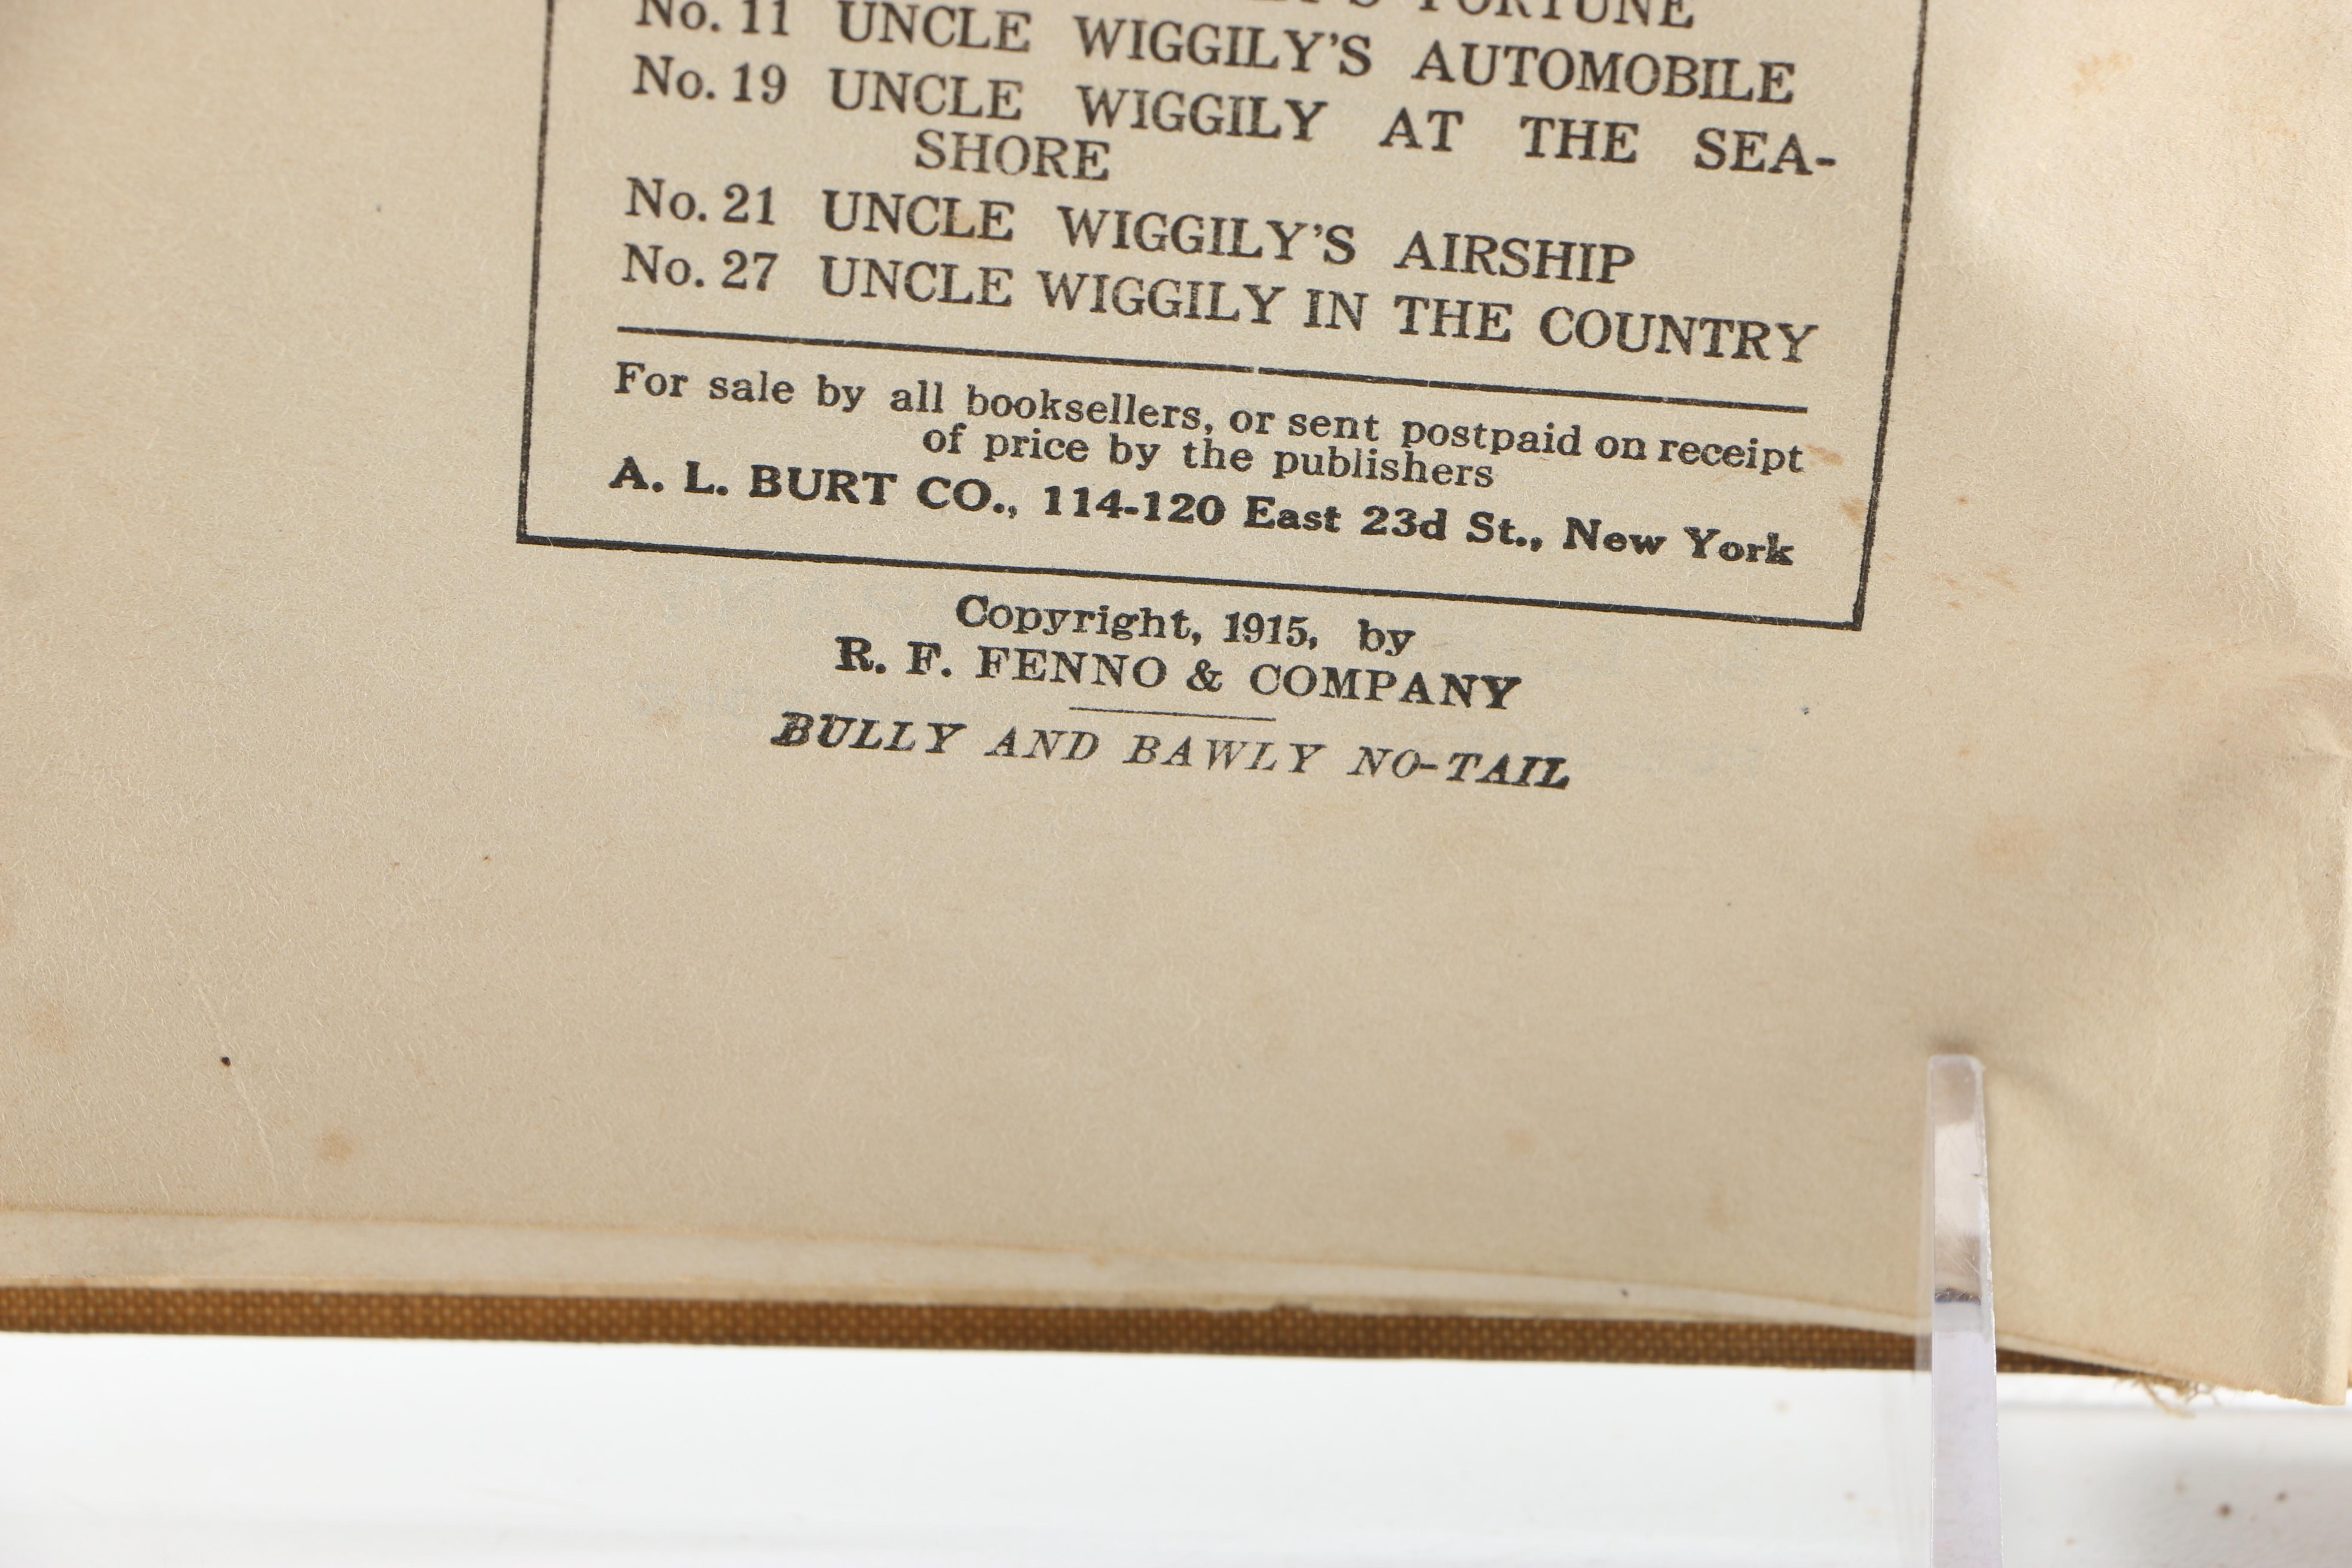 FORTUNE
No. 11 UNCLE WIGGILY'S AUTOMOBILE
No. 19 UNCLE WIGGILY AT THE SEA-
SHORE
No. 21 UNCLE WIGGILY'S AIRSHIP
No. 27 UNCLE WIGGILY IN THE COUNTRY
For sale by all booksellers, or sent postpaid on receipt
of price by the publishers
A. L. BURT CO., 114-120 East 23d St., New York
Copyright, 1915, by
R. F. FENNO & COMPANY
BULLY AND BAWLY NO-TAIL